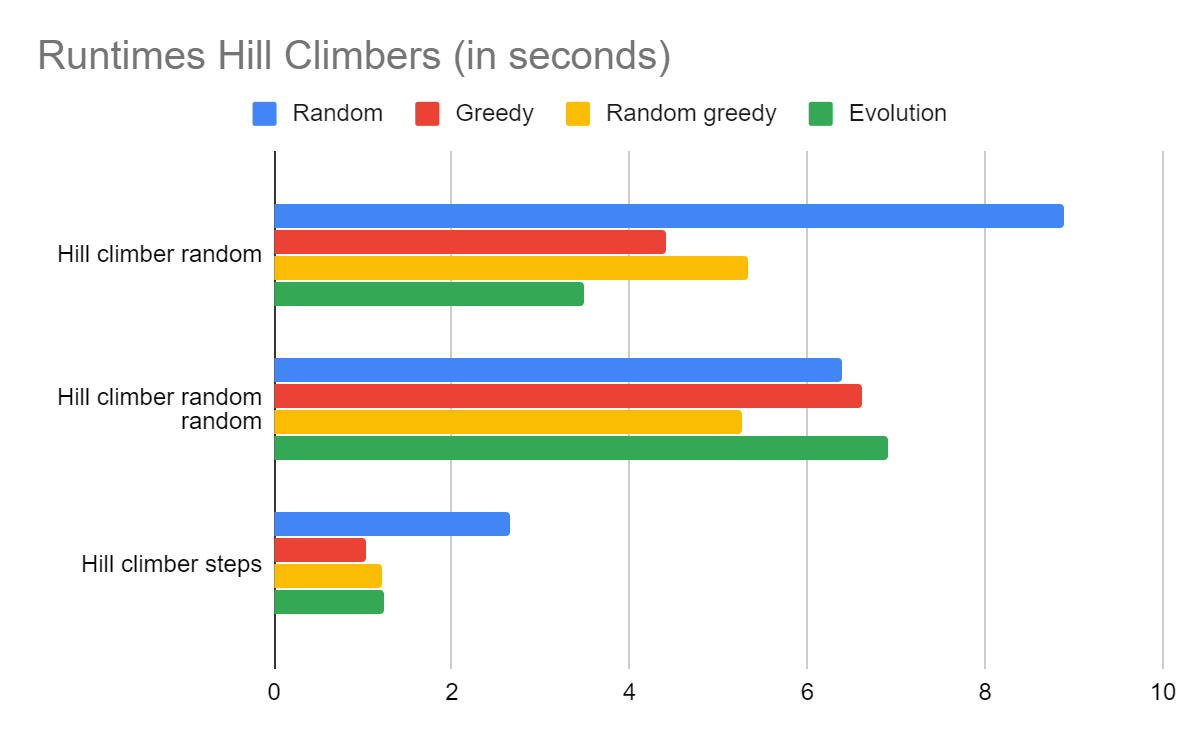 Runtimes Hill Climbers (in seconds)
Random Greedy Random greedy Evolution
Hill climber random
Hill climber random
random
Hill climber steps
0 2 4 6 8 10